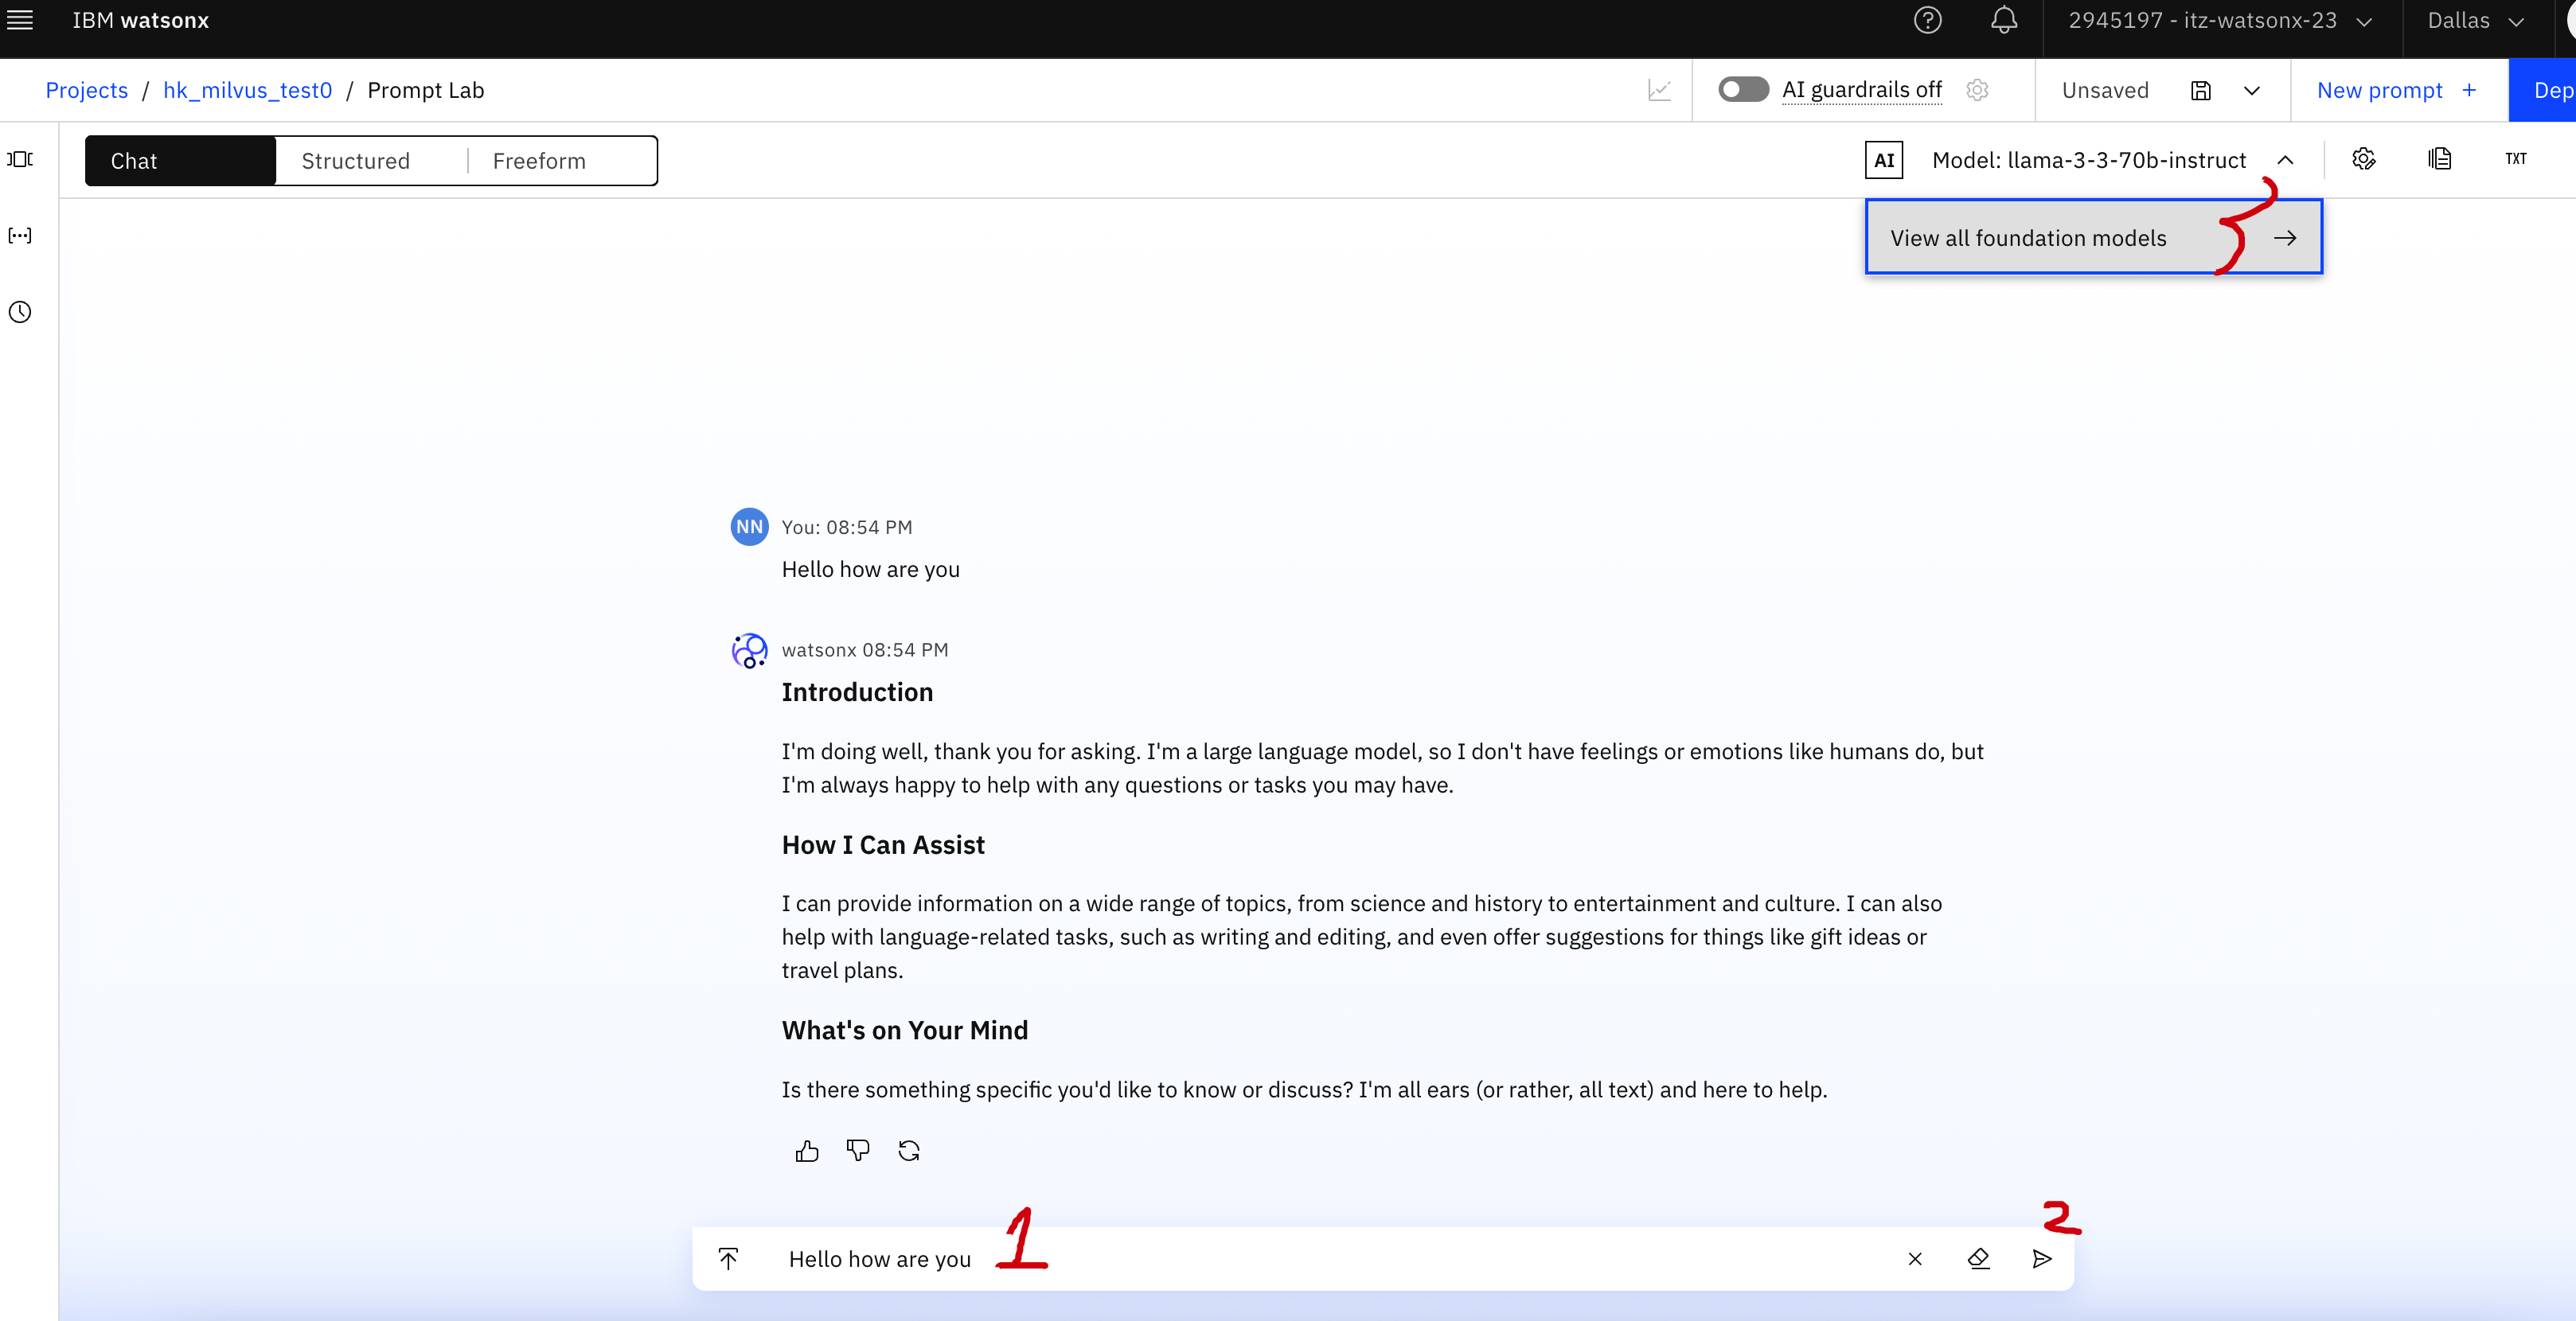 IBM watsonx
2945197 - itz-watsonx-23
Dallas
Projects / hk_milvus_test0 / Prompt Lab
AI guardrails off
Unsaved
New prompt +
Dep
Chat
Structured
Freeform
AI
Model: llama-3-3-70b-instruct
TXT
View all foundation models
3
NN
You: 08:54 PM
Hello how are you
watsonx 08:54 PM
Introduction
I'm doing well, thank you for asking. I'm a large language model, so I don't have feelings or emotions like humans do, but
I'm always happy to help with any questions or tasks you may have.
How I Can Assist
I can provide information on a wide range of topics, from science and history to entertainment and culture. I can also
help with language-related tasks, such as writing and editing, and even offer suggestions for things like gift ideas or
travel plans.
What's on Your Mind
Is there something specific you'd like to know or discuss? I'm all ears (or rather, all text) and here to help.
Hello how are you
1
2